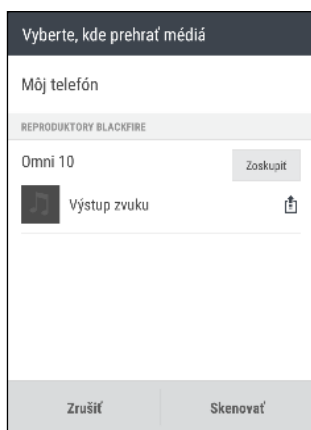 Vyberte, kde prehrať médiá
Môj telefón
REPRODUKTORY BLACKFIRE
Omni 10
Zoskupiť
Výstup zvuku
Zrušiť
Skenovať